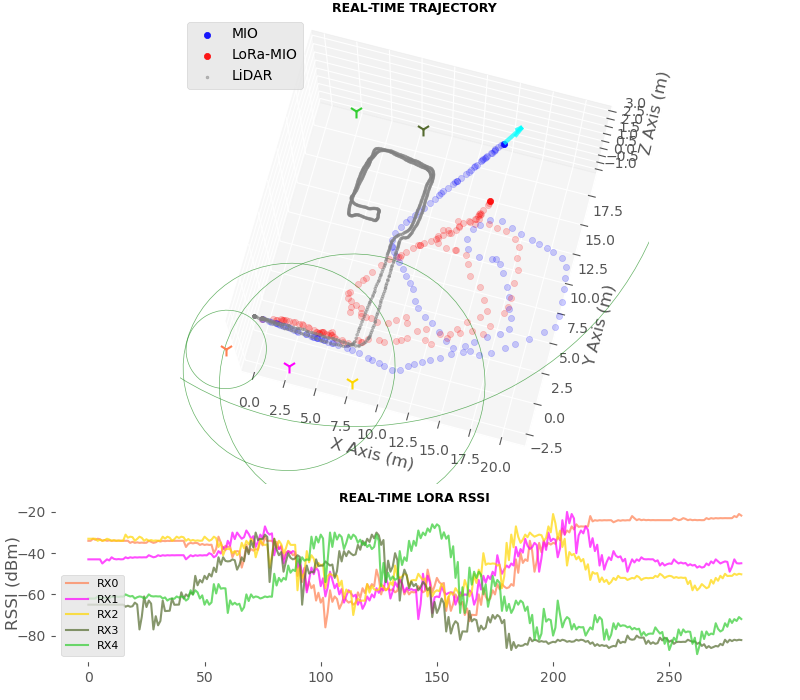 REAL-TIME TRAJECTORY
MIO
LoRa-MIO
LiDAR
3.0
2.5
2.0
1.5
1.0
0.5
0.0
−0.5
−1.0
Z Axis (m)
17.5
15.0
12.5
10.0
7.5
5.0
2.5
0.0
−2.5
Y Axis (m)
0.0
2.5
5.0
7.5
10.0
12.5
15.0
17.5
20.0
X Axis (m)
REAL-TIME LORA RSSI
−20
−40
−60
−80
RSSI (dBm)
RX0
RX1
RX2
RX3
RX4
0
50
100
150
200
250